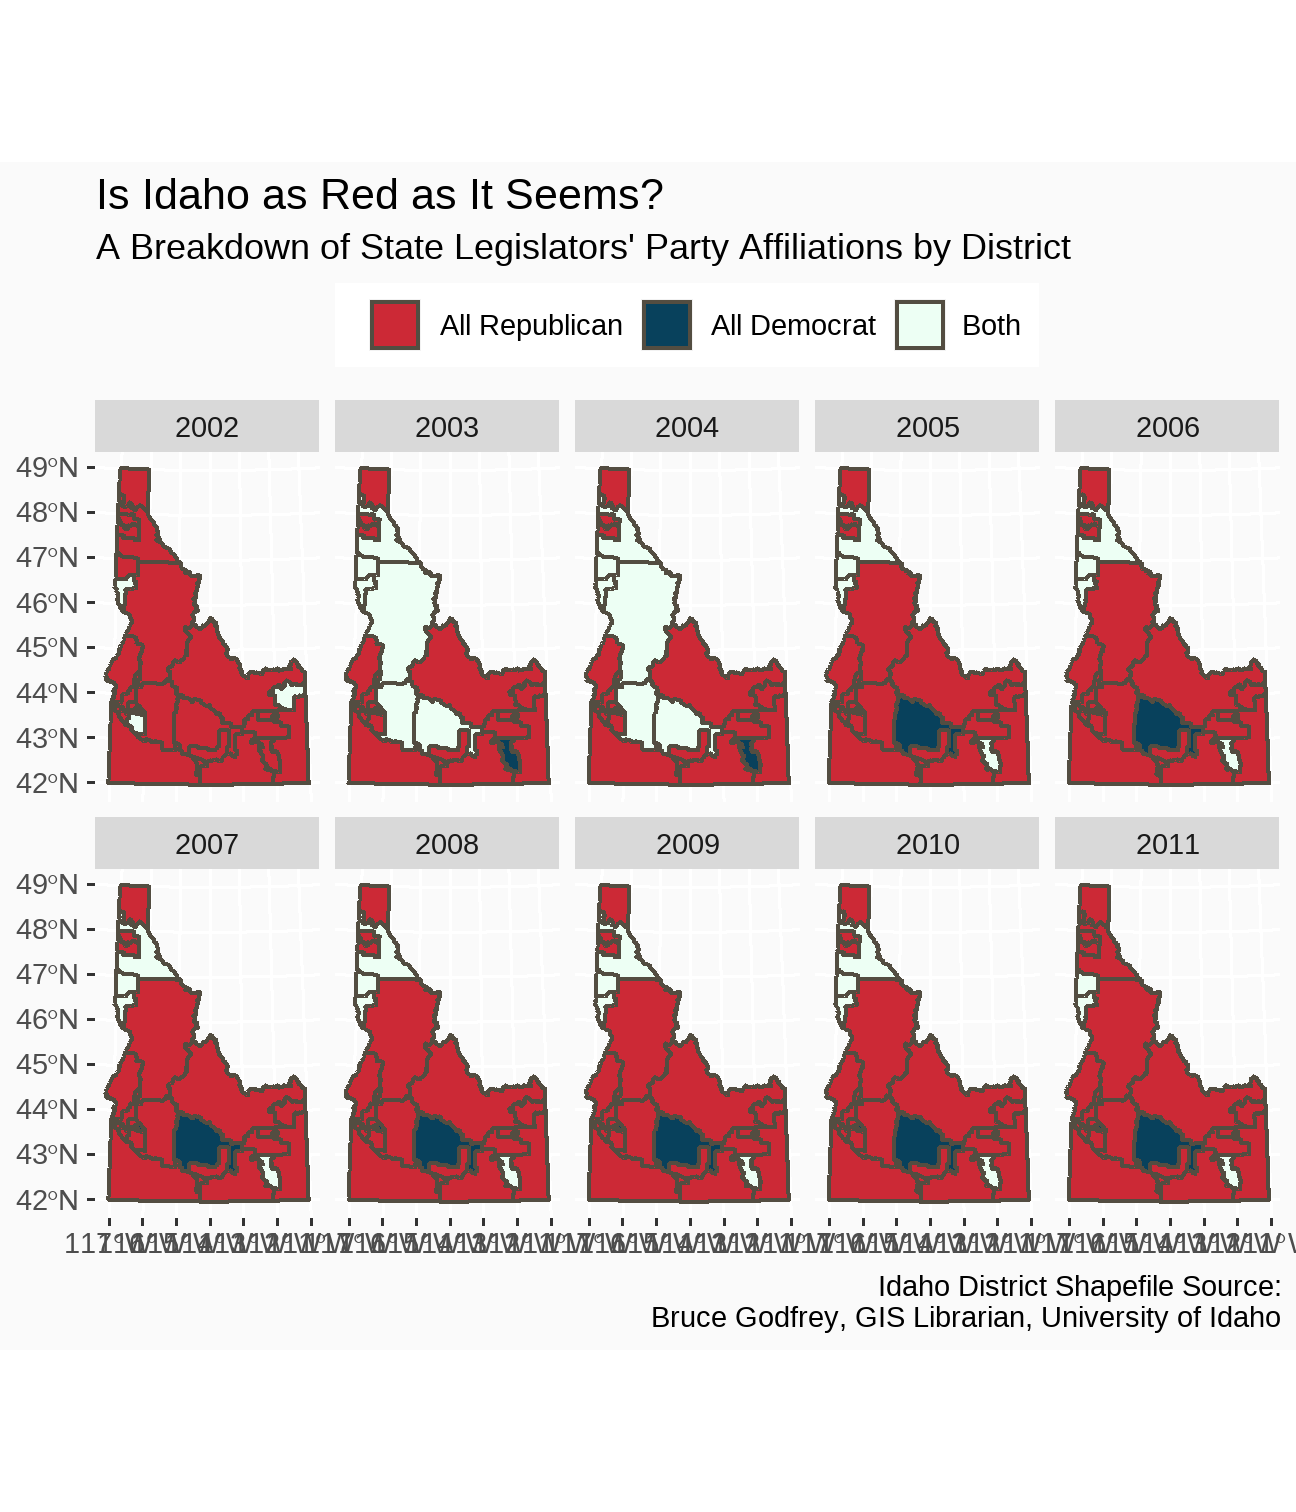 Is Idaho as Red as It Seems?
A Breakdown of State Legislators' Party Affiliations by District
All Republican All Democrat Both
2002 2003 2004 2005 2006
49°N
48°N
47°N
46°N
45°N
44°N
43°N
42°N
2007 2008 2009 2010 2011
49°N
48°N
47°N
46°N
45°N
44°N
43°N
42°N
Idaho District Shapefile Source:
Bruce Godfrey, GIS Librarian, University of Idaho